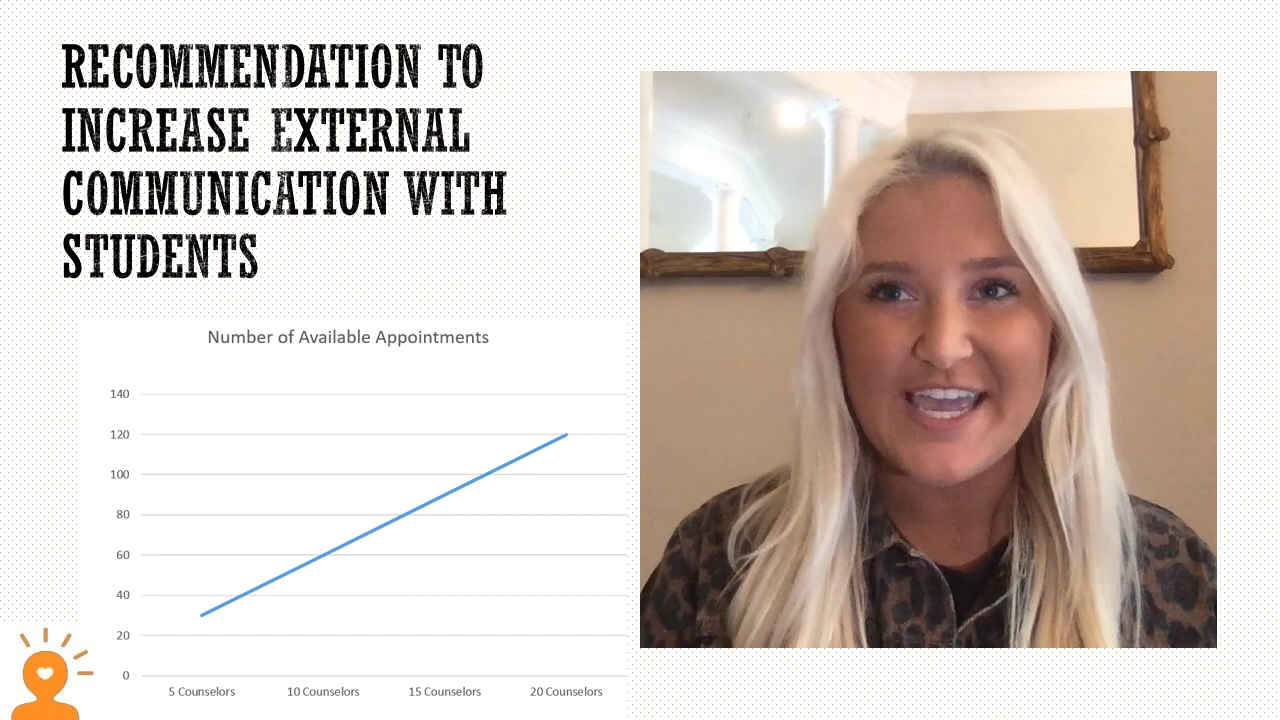 RECOMMENDATION TO
INCREASE EXTERNAL
COMMUNICATION WITH
STUDENTS
Number of Available Appointments
140
120
100
80
60
40
20
0
5 Counselors 10 Counselors 15 Counselors 20 Counselors